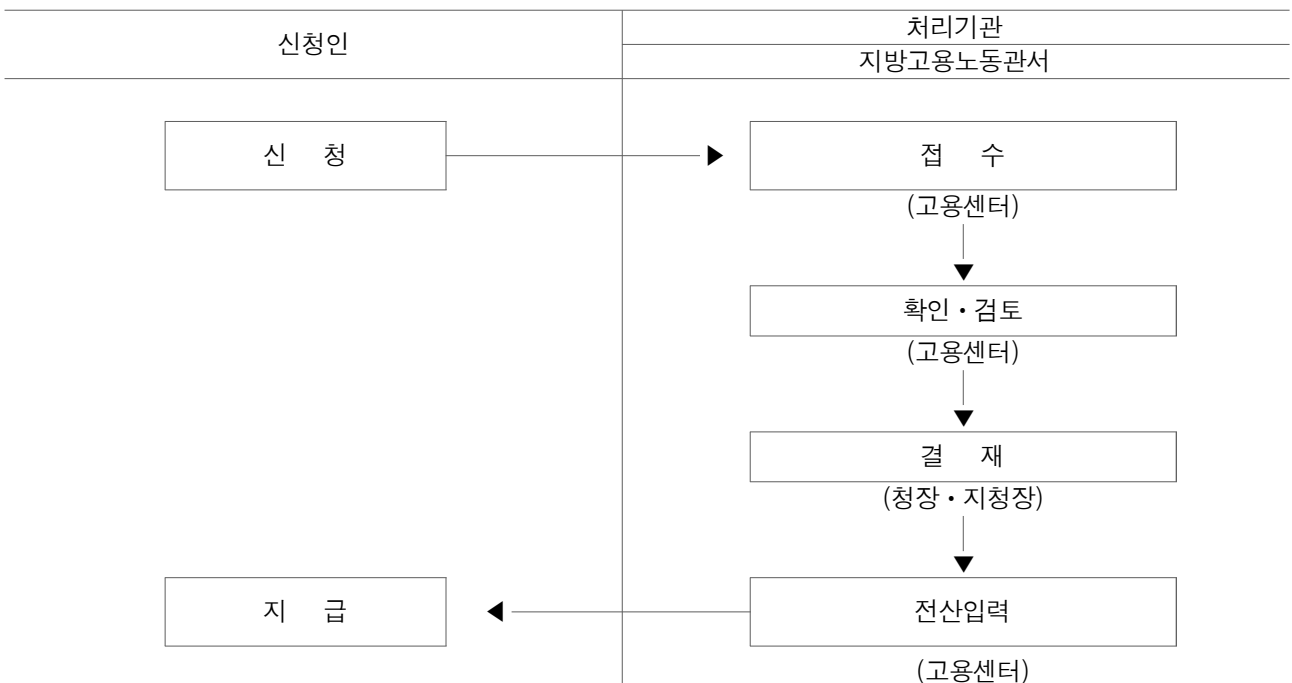 신청인
처리기관
지방고용노동관서
신 청
접 수
(고용센터)
확인・검토
(고용센터)
결 재
(청장・지청장)
지 급
전산입력
(고용센터)